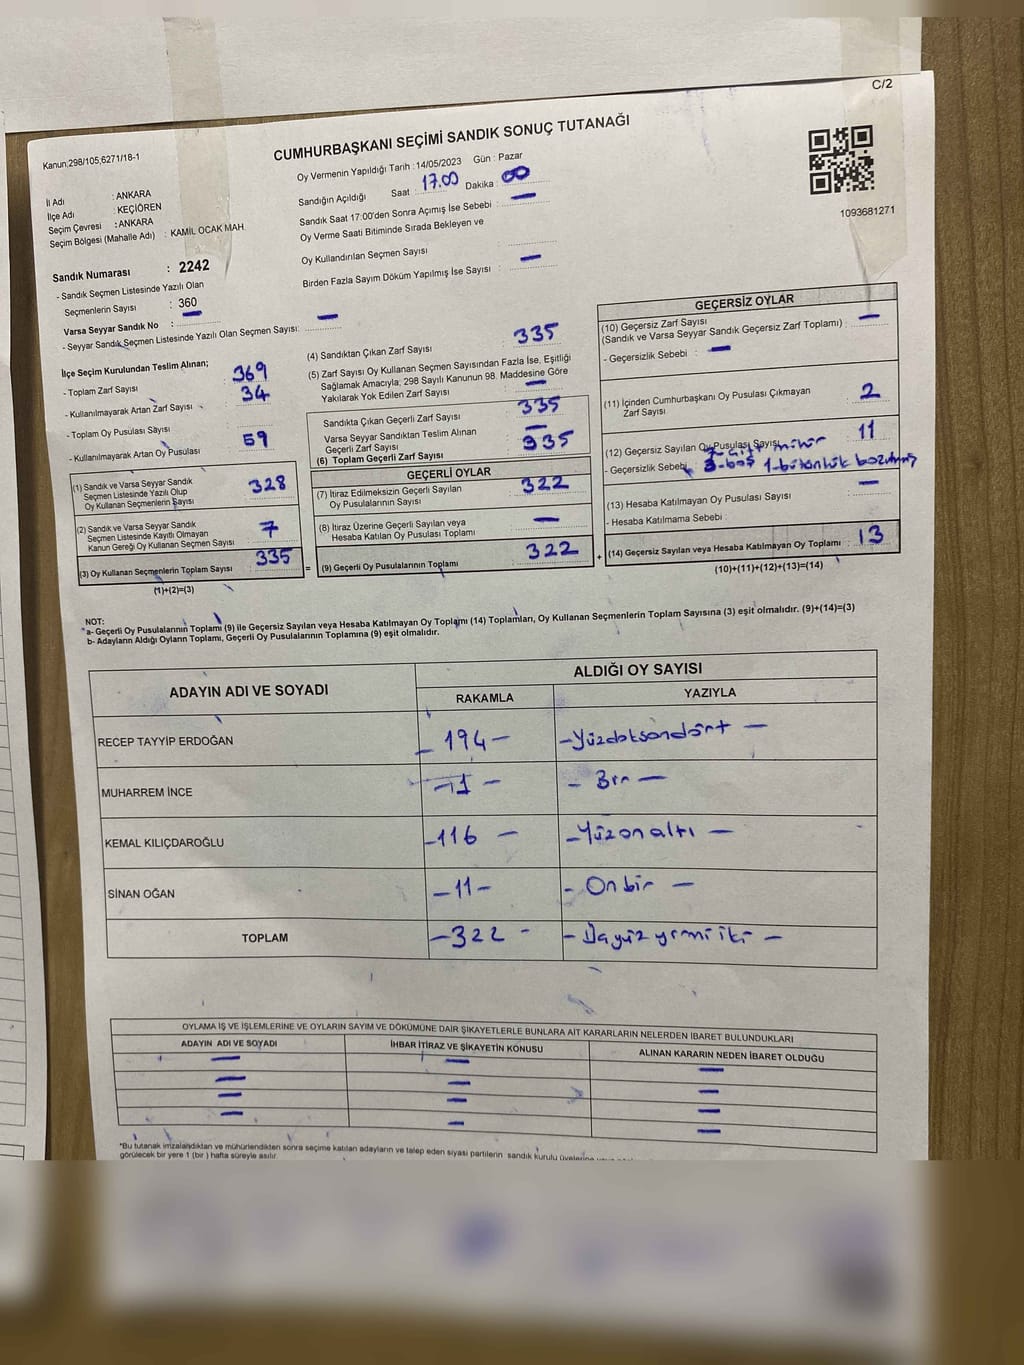 C/2
Kanun:298/105,6271/18-1
CUMHURBAŞKANI SEÇİMİ SANDIK SONUÇ TUTANAĞI
Oy Vermenin Yapıldığı Tarih : 14/05/2023 Gün : Pazar
Sandığın Açıldığı Saat : 17.00 Dakika : 00
Sandık Saat 17:00'den Sonra Açımış İse Sebebi : —
Oy Verme Saati Bitiminde Sırada Bekleyen ve
Oy Kullandırılan Seçmen Sayısı
Birden Fazla Sayım Döküm Yapılmış İse Sayısı : —
1093681271
İl Adı : ANKARA
İlçe Adı : KEÇİÖREN
Seçim Çevresi : ANKARA
Seçim Bölgesi (Mahalle Adı) : KAMİL OCAK MAH.
Sandık Numarası : 2242
- Sandık Seçmen Listesinde Yazılı Olan
Seçmenlerin Sayısı : 360
Varsa Seyyar Sandık No : —
- Seyyar Sandık Seçmen Listesinde Yazılı Olan Seçmen Sayısı: —
İlçe Seçim Kurulundan Teslim Alınan;
- Toplam Zarf Sayısı : 369
- Kullanılmayarak Artan Zarf Sayısı : 34
- Toplam Oy Pusulası Sayısı :
- Kullanılmayarak Artan Oy Pusulası : 59
(1) Sandık ve Varsa Seyyar Sandık
Seçmen Listesinde Yazılı Olup
Oy Kullanan Seçmenlerin Sayısı : 328
(2) Sandık ve Varsa Seyyar Sandık
Seçmen Listesinde Kayıtlı Olmayan
Kanun Gereği Oy Kullanan Seçmen Sayısı : 7
(3) Oy Kullanan Seçmenlerin Toplam Sayısı : 335
(1)+(2)=(3)
(4) Sandıktan Çıkan Zarf Sayısı : 335
(5) Zarf Sayısı Oy Kullanan Seçmen Sayısından Fazla İse, Eşitliği
Sağlamak Amacıyla, 298 Sayılı Kanunun 98. Maddesine Göre
Yakılarak Yok Edilen Zarf Sayısı : —
Sandıkta Çıkan Geçerli Zarf Sayısı : 335
Varsa Seyyar Sandıktan Teslim Alınan
Geçerli Zarf Sayısı : —
(6) Toplam Geçerli Zarf Sayısı : 335
GEÇERLİ OYLAR
(7) İtiraz Edilmeksizin Geçerli Sayılan
Oy Pusulalarının Sayısı : 322
(8) İtiraz Üzerine Geçerli Sayılan veya
Hesaba Katılan Oy Pusulası Toplamı : —
= (9) Geçerli Oy Pusulalarının Toplamı : 322 +
GEÇERSİZ OYLAR
(10) Geçersiz Zarf Sayısı
(Sandık ve Varsa Seyyar Sandık Geçersiz Zarf Toplamı) : —
- Geçersizlik Sebebi : —
(11) İçinden Cumhurbaşkanı Oy Pusulası Çıkmayan
Zarf Sayısı : 2
(12) Geçersiz Sayılan Oy Pusulası Sayısı : 11
- Geçersizlik Sebebi : çift mühür
3-boş 1-bütünlük bozulmuş
(13) Hesaba Katılmayan Oy Pusulası Sayısı : —
- Hesaba Katılmama Sebebi :
(14) Geçersiz Sayılan veya Hesaba Katılmayan Oy Toplamı : 13
(10)+(11)+(12)+(13)=(14)
NOT:
a- Geçerli Oy Pusulalarının Toplamı (9) ile Geçersiz Sayılan veya Hesaba Katılmayan Oy Toplamı (14) Toplamları, Oy Kullanan Seçmenlerin Toplam Sayısına (3) eşit olmalıdır. (9)+(14)=(3)
b- Adayların Aldığı Oyların Toplamı, Geçerli Oy Pusulalarının Toplamına (9) eşit olmalıdır.
ADAYIN ADI VE SOYADI ALDIĞI OY SAYISI
RAKAMLA YAZIYLA
RECEP TAYYİP ERDOĞAN – 194 – – Yüzdoksandört –
MUHARREM İNCE – 1 – – Bir –
KEMAL KILIÇDAROĞLU – 116 – – Yüzonaltı –
SİNAN OĞAN – 11 – – Onbir –
TOPLAM – 322 – – Üçyüz yirmi iki –
OYLAMA İŞ VE İŞLEMLERİNE VE OYLARIN SAYIM VE DÖKÜMÜNE DAİR ŞİKAYETLERLE BUNLARA AİT KARARLARIN NELERDEN İBARET BULUNDUKLARI
ADAYIN ADI VE SOYADI İHBAR İTİRAZ VE ŞİKAYETİN KONUSU ALINAN KARARIN NEDEN İBARET OLDUĞU
— — —
— — —
— — —
— — —
*Bu tutanak imzalandıktan ve mühürlendikten sonra seçime katılan adayların ve talep eden siyasi partilerin sandık kurulu üyelerine
görülecek bir yere 1 (bir ) hafta süreyle asılır.